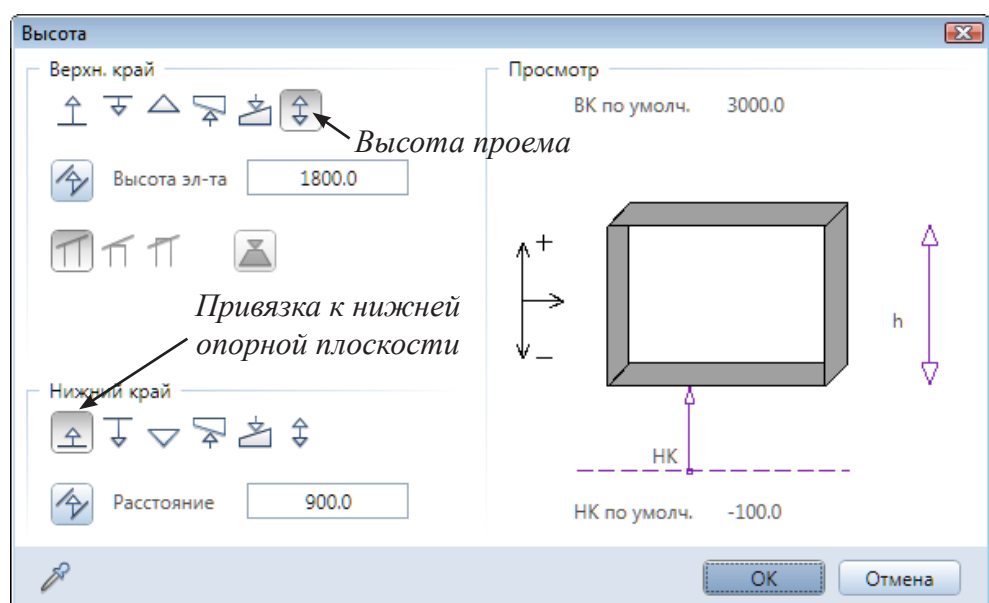 Высота
Верхн. край
Просмотр
ВК по умолч. 3000.0
Высота проема
Высота эл-та 1800.0
+
Привязка к нижней
опорной плоскости
h
–
Нижний край
НК
Расстояние 900.0
НК по умолч. -100.0
OK Отмена